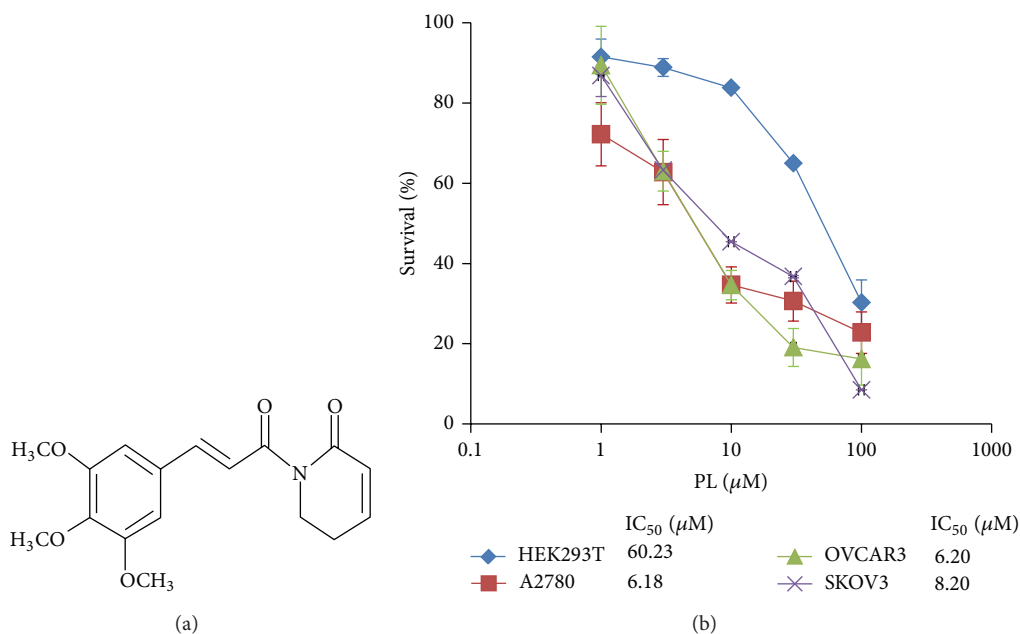 O
O
H₃CO
N
H₃CO
OCH₃
(a)
100
80
60
40
20
0
Survival (%)
0.1 1 10 100 1000
PL (μM)
IC₅₀ (μM) IC₅₀ (μM)
HEK293T 60.23 OVCAR3 6.20
A2780 6.18 SKOV3 8.20
(b)